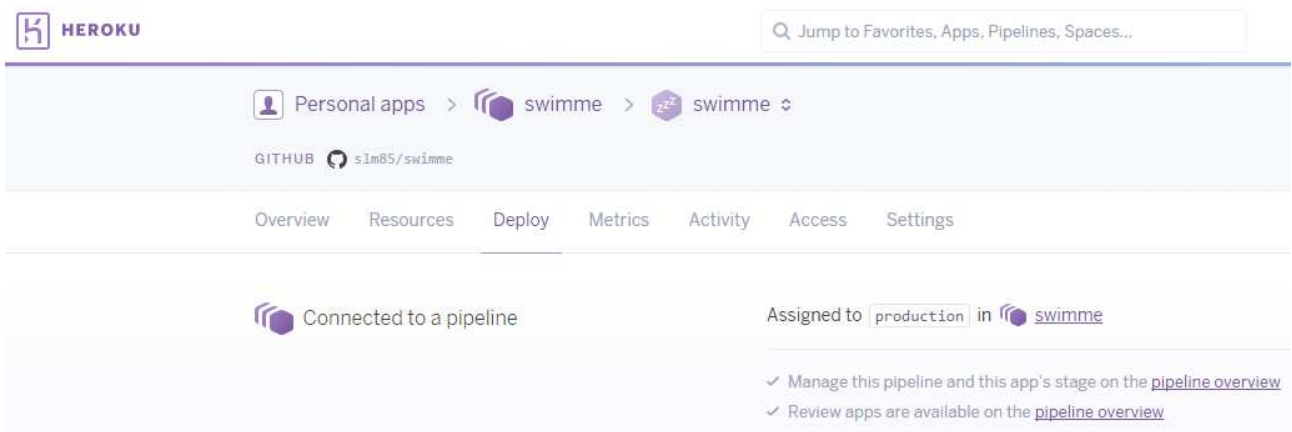 HEROKU
Jump to Favorites, Apps, Pipelines, Spaces...
Personal apps > swimme > zzz swimme
GITHUB s1m85/swimme
Overview Resources Deploy Metrics Activity Access Settings
Connected to a pipeline
Assigned to production in swimme
Manage this pipeline and this app's stage on the pipeline overview
Review apps are available on the pipeline overview